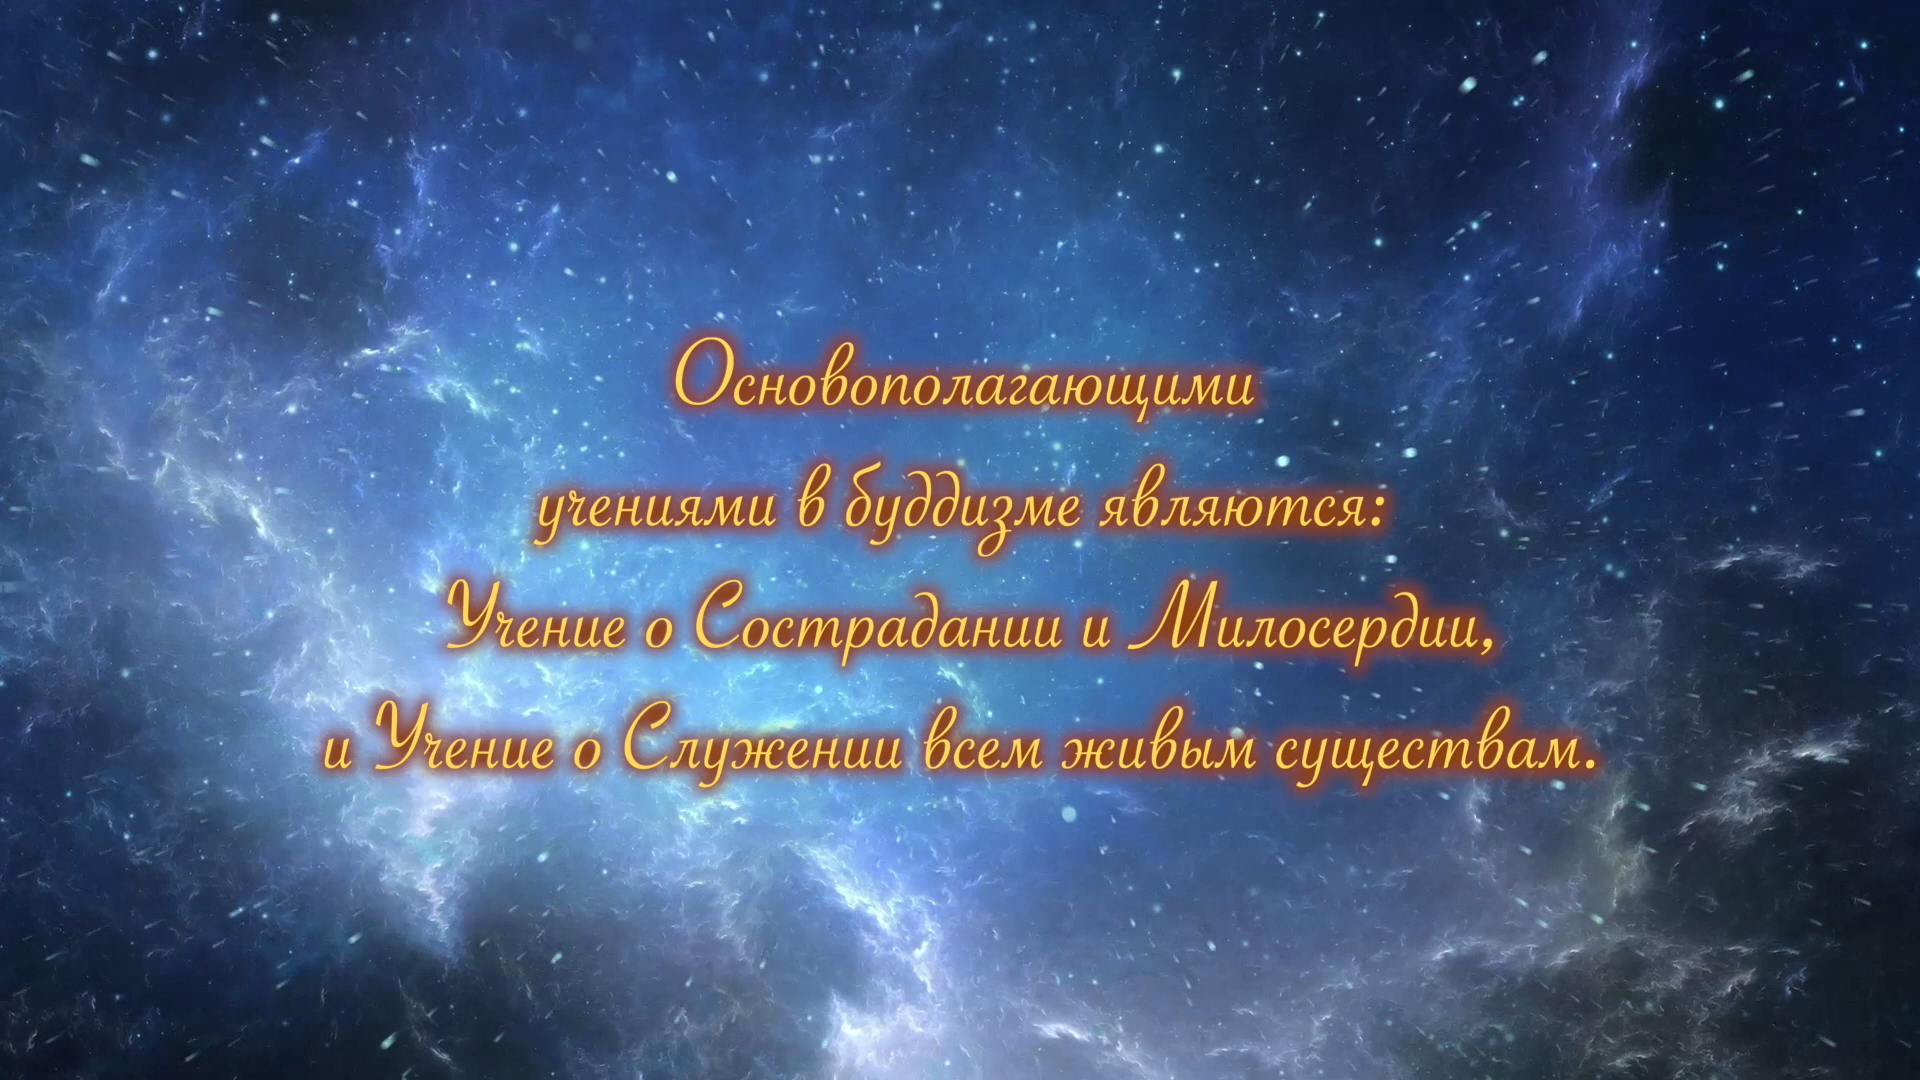 Основополагающими
учениями в буддизме являются:
Учение о Сострадании и Милосердии,
и Учение о Служении всем живым существам.